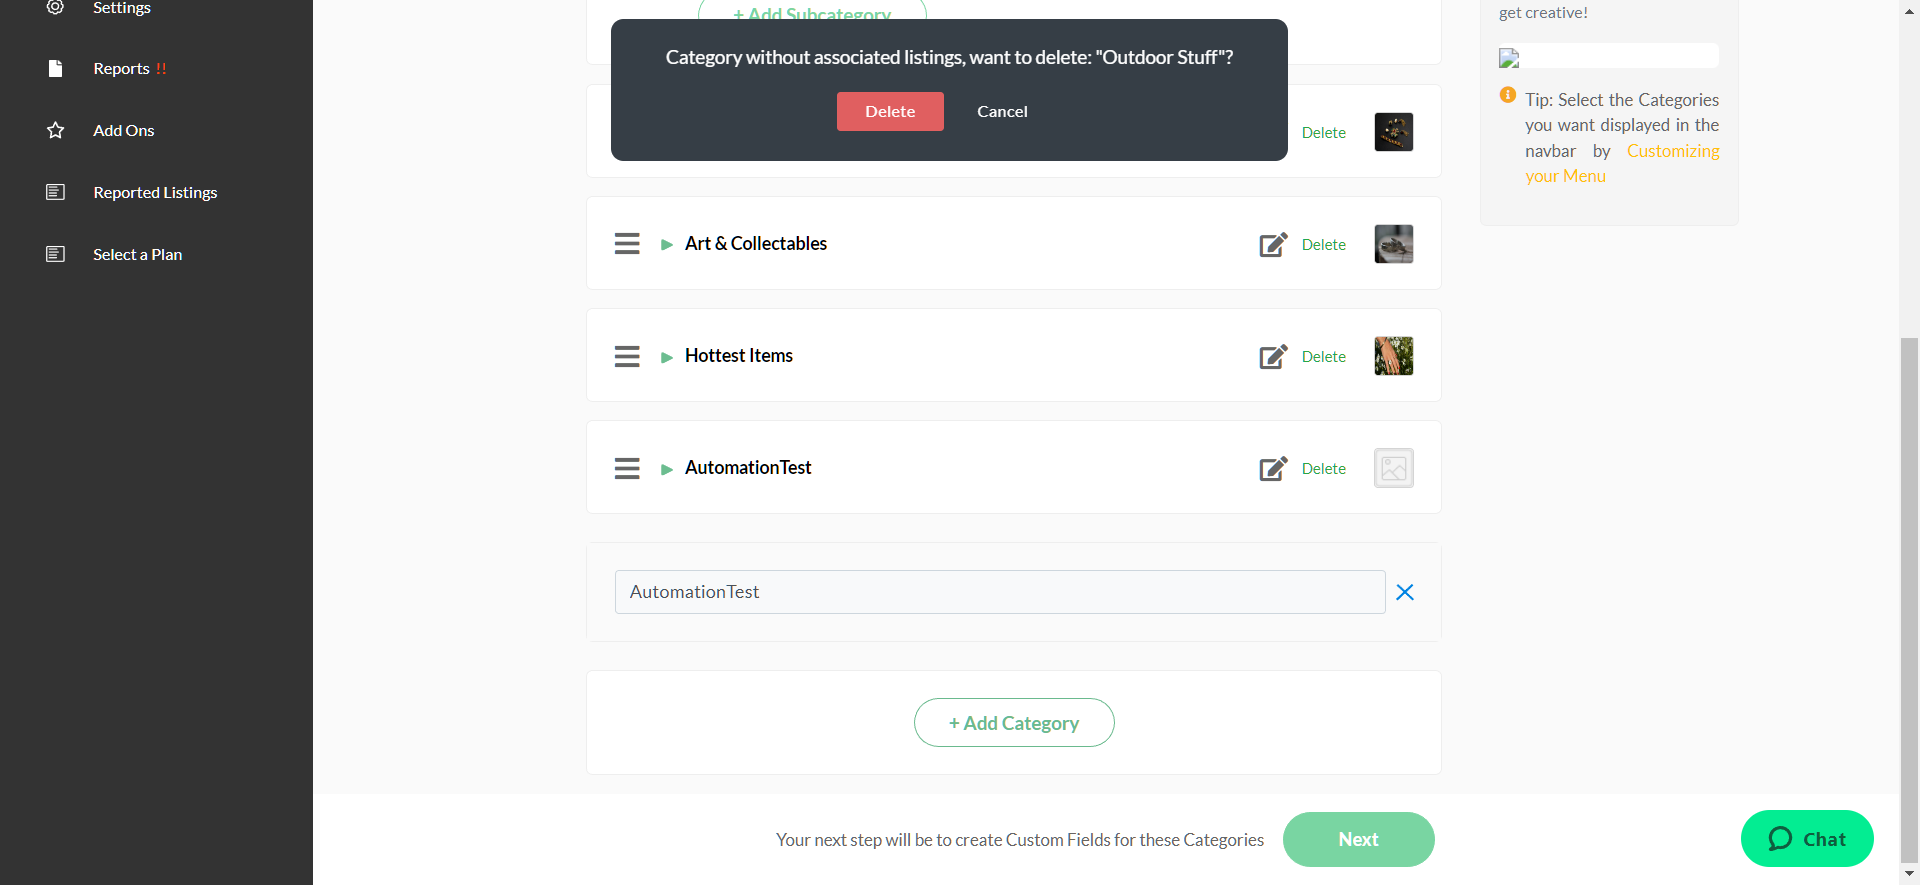 Settings
Reports !!
Add Ons
Reported Listings
Select a Plan
+ Add Subcategory
Category without associated listings, want to delete: "Outdoor Stuff"?
Delete
Cancel
Delete
Art & Collectables
Delete
Hottest Items
Delete
AutomationTest
Delete
AutomationTest
+ Add Category
Your next step will be to create Custom Fields for these Categories
Next
get creative!
Tip: Select the Categories
you want displayed in the
navbar by Customizing
your Menu
Chat